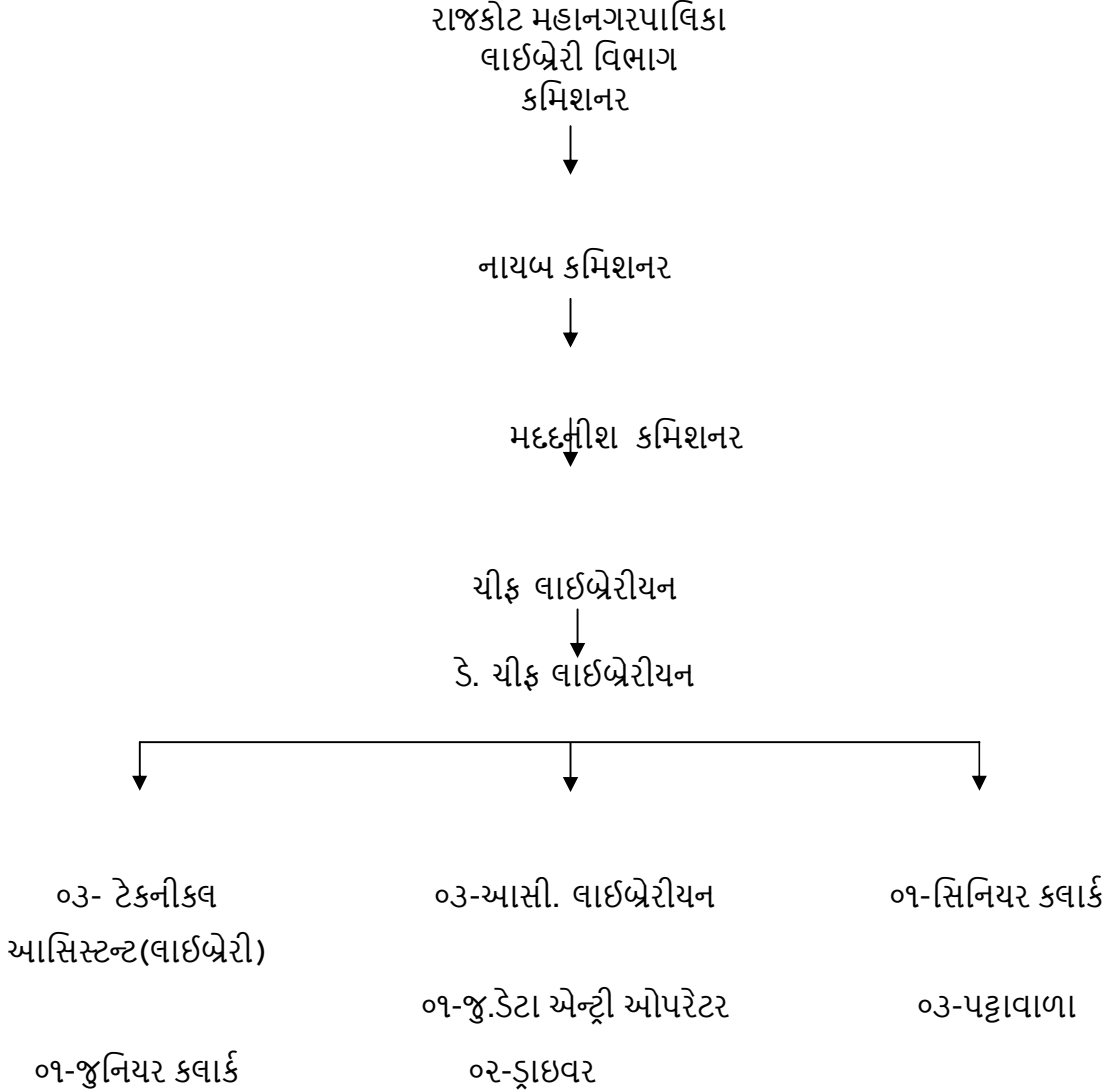 રાજકોટ મહાનગરપાલિકા
લાઈબ્રેરી વિભાગ
કમિશનર
નાયબ કમિશનર
મદદનીશ કમિશનર
ચીફ લાઈબ્રેરીયન
ડે. ચીફ લાઈબ્રેરીયન
૦૩- ટેકનીકલ
આસિસ્ટન્ટ(લાઈબ્રેરી)
૦૧-જુનિયર કલાર્ક
૦૩-આસી. લાઈબ્રેરીયન
૦૧-જુ.ડેટા એન્ટ્રી ઓપરેટર
૦૨-ડ્રાઇવર
૦૧-સિનિયર કલાર્ક
૦૩-પટ્ટાવાળા